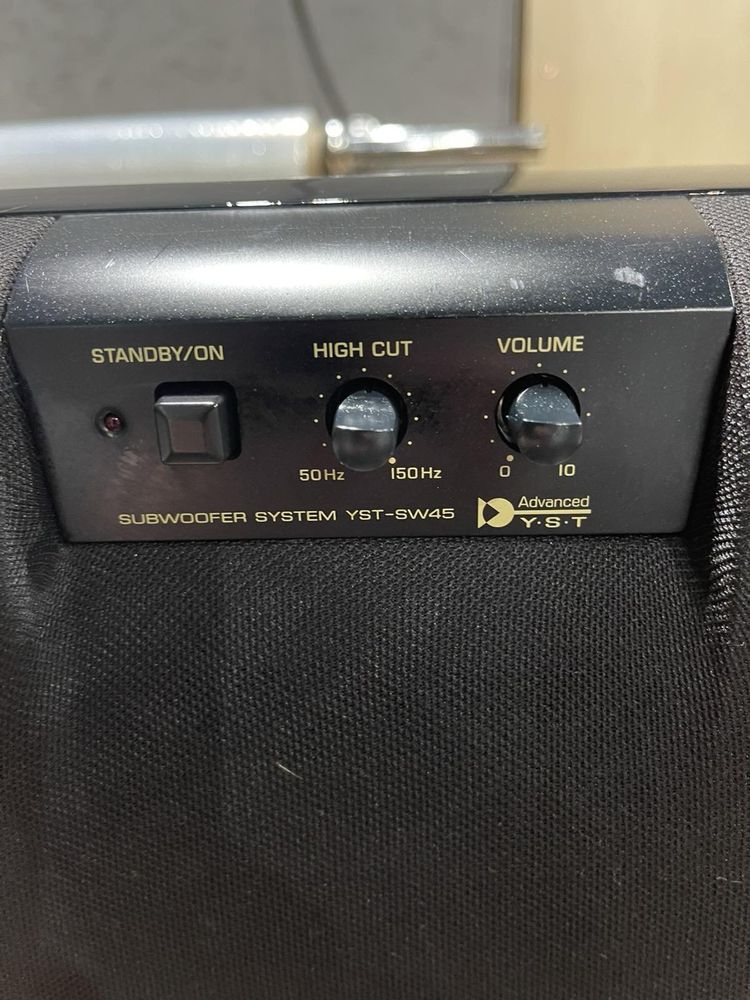 STANDBY/ON
HIGH CUT
VOLUME
50Hz 150Hz
0 10
SUBWOOFER SYSTEM YST-SW45
Advanced
Y·S·T